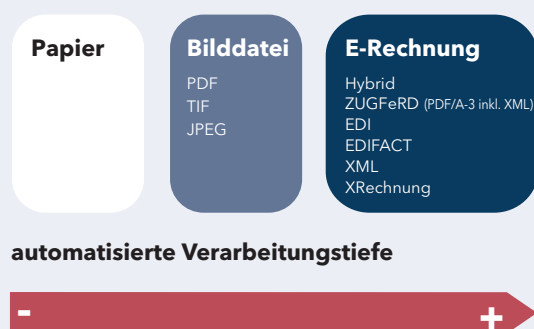 Papier
Bilddatei
PDF
TIF
JPEG
E-Rechnung
Hybrid
ZUGFeRD (PDF/A-3 inkl. XML)
EDI
EDIFACT
XML
XRechnung
automatisierte Verarbeitungstiefe
- +